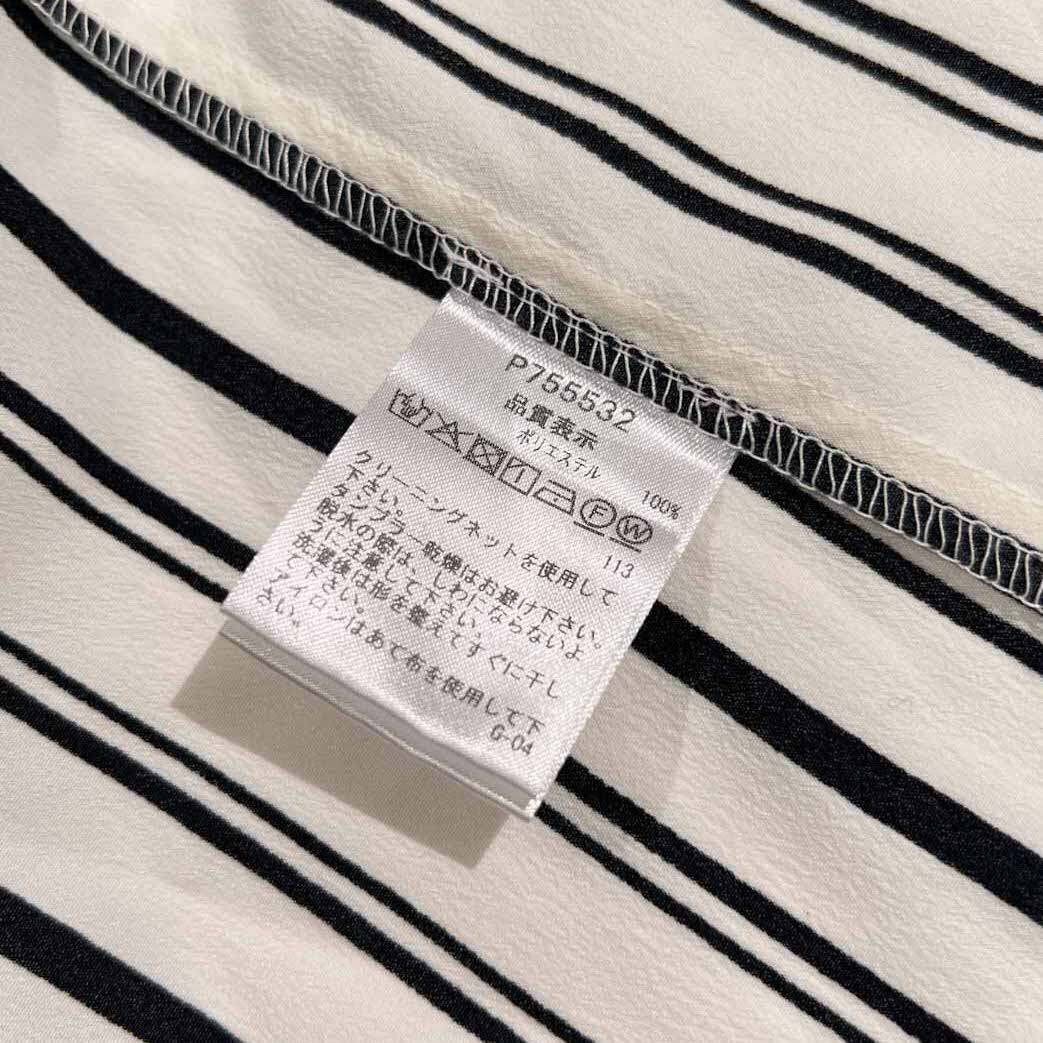 P755532
品質表示
ポリエステル 100%
113
クリーニングネットを使用して
下さい。
タンブラー乾燥はお避け下さい。
脱水の際は、しわにならないよ
うに注意して下さい。
洗濯後は形を整えてすぐに干し
て下さい。
アイロンはあて布を使用して下
さい。
G-04